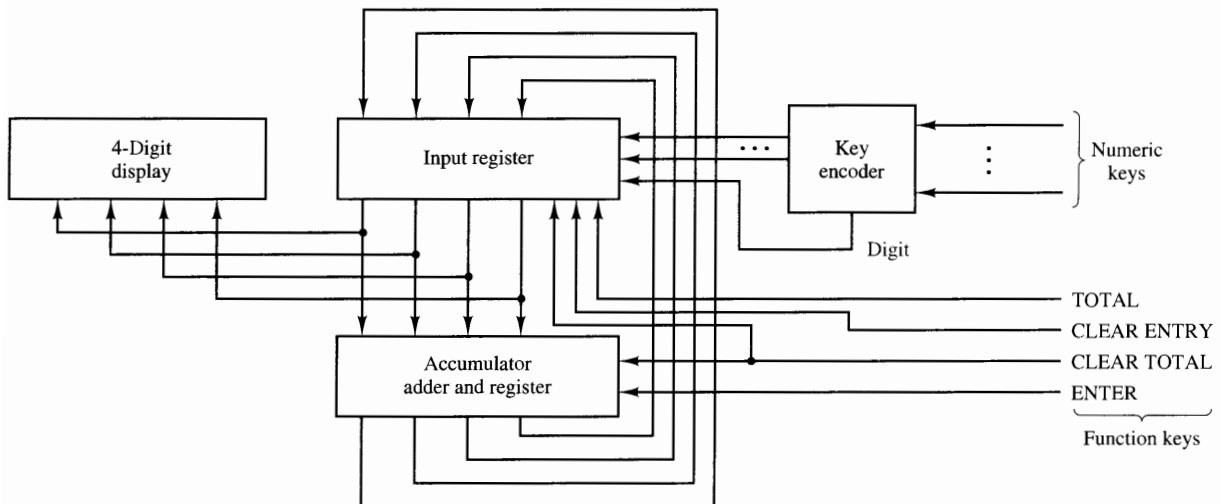 4-Digit
display
Input register
Key
encoder
Numeric
keys
Digit
TOTAL
CLEAR ENTRY
CLEAR TOTAL
ENTER
Accumulator
adder and register
Function keys